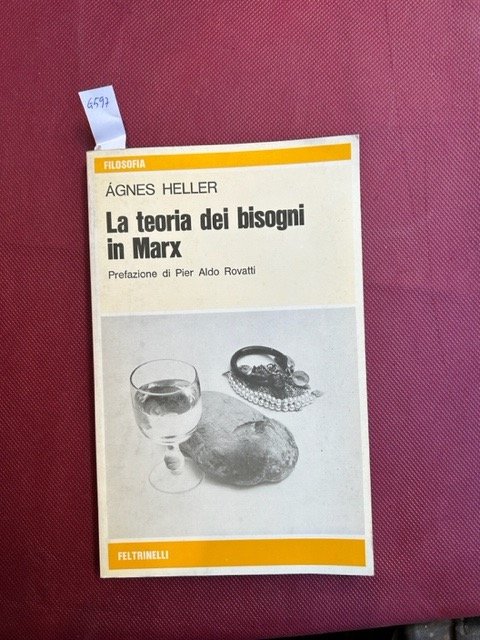 G597
FILOSOFIA
ÁGNES HELLER
La teoria dei bisogni
in Marx
Prefazione di Pier Aldo Rovatti
FELTRINELLI